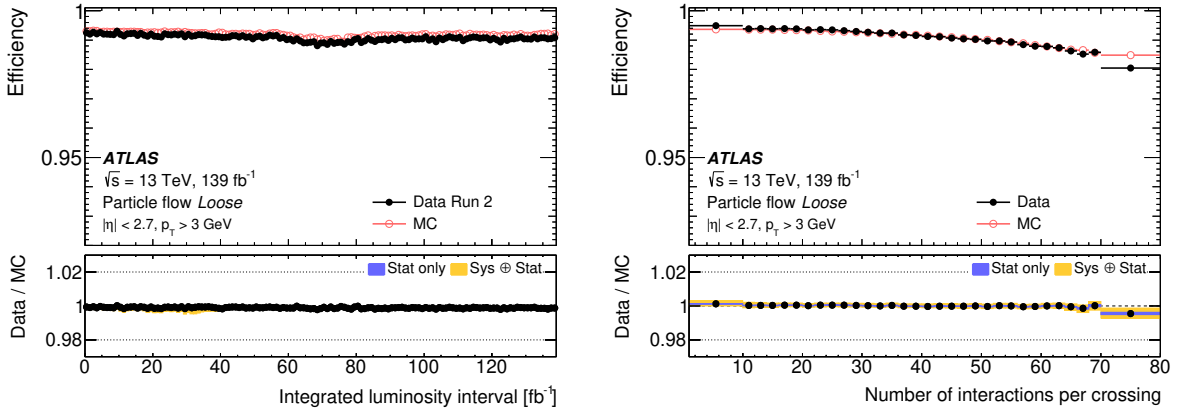 Efficiency
1
0.95
ATLAS
√s = 13 TeV, 139 fb⁻¹
Particle flow Loose
|η| < 2.7, p_T > 3 GeV
Data Run 2
MC
Data / MC
1.02
1
0.98
Stat only
Sys ⊕ Stat
0 20 40 60 80 100 120
Integrated luminosity interval [fb⁻¹]
Efficiency
1
0.95
ATLAS
√s = 13 TeV, 139 fb⁻¹
Particle flow Loose
|η| < 2.7, p_T > 3 GeV
Data
MC
Data / MC
1.02
1
0.98
Stat only
Sys ⊕ Stat
10 20 30 40 50 60 70 80
Number of interactions per crossing